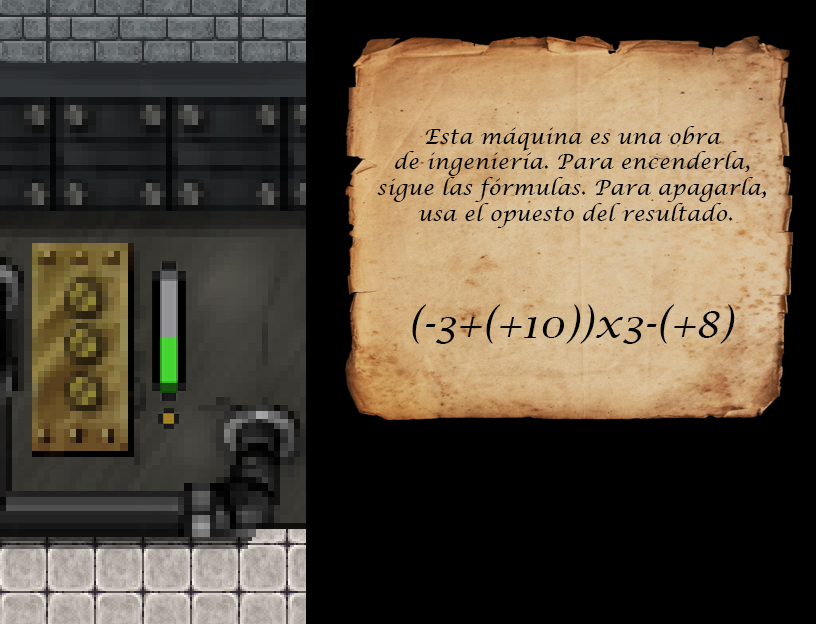 Esta máquina es una obra
de ingeniería. Para encenderla,
sigue las fórmulas. Para apagarla,
usa el opuesto del resultado.
(-3+(+10))x3-(+8)